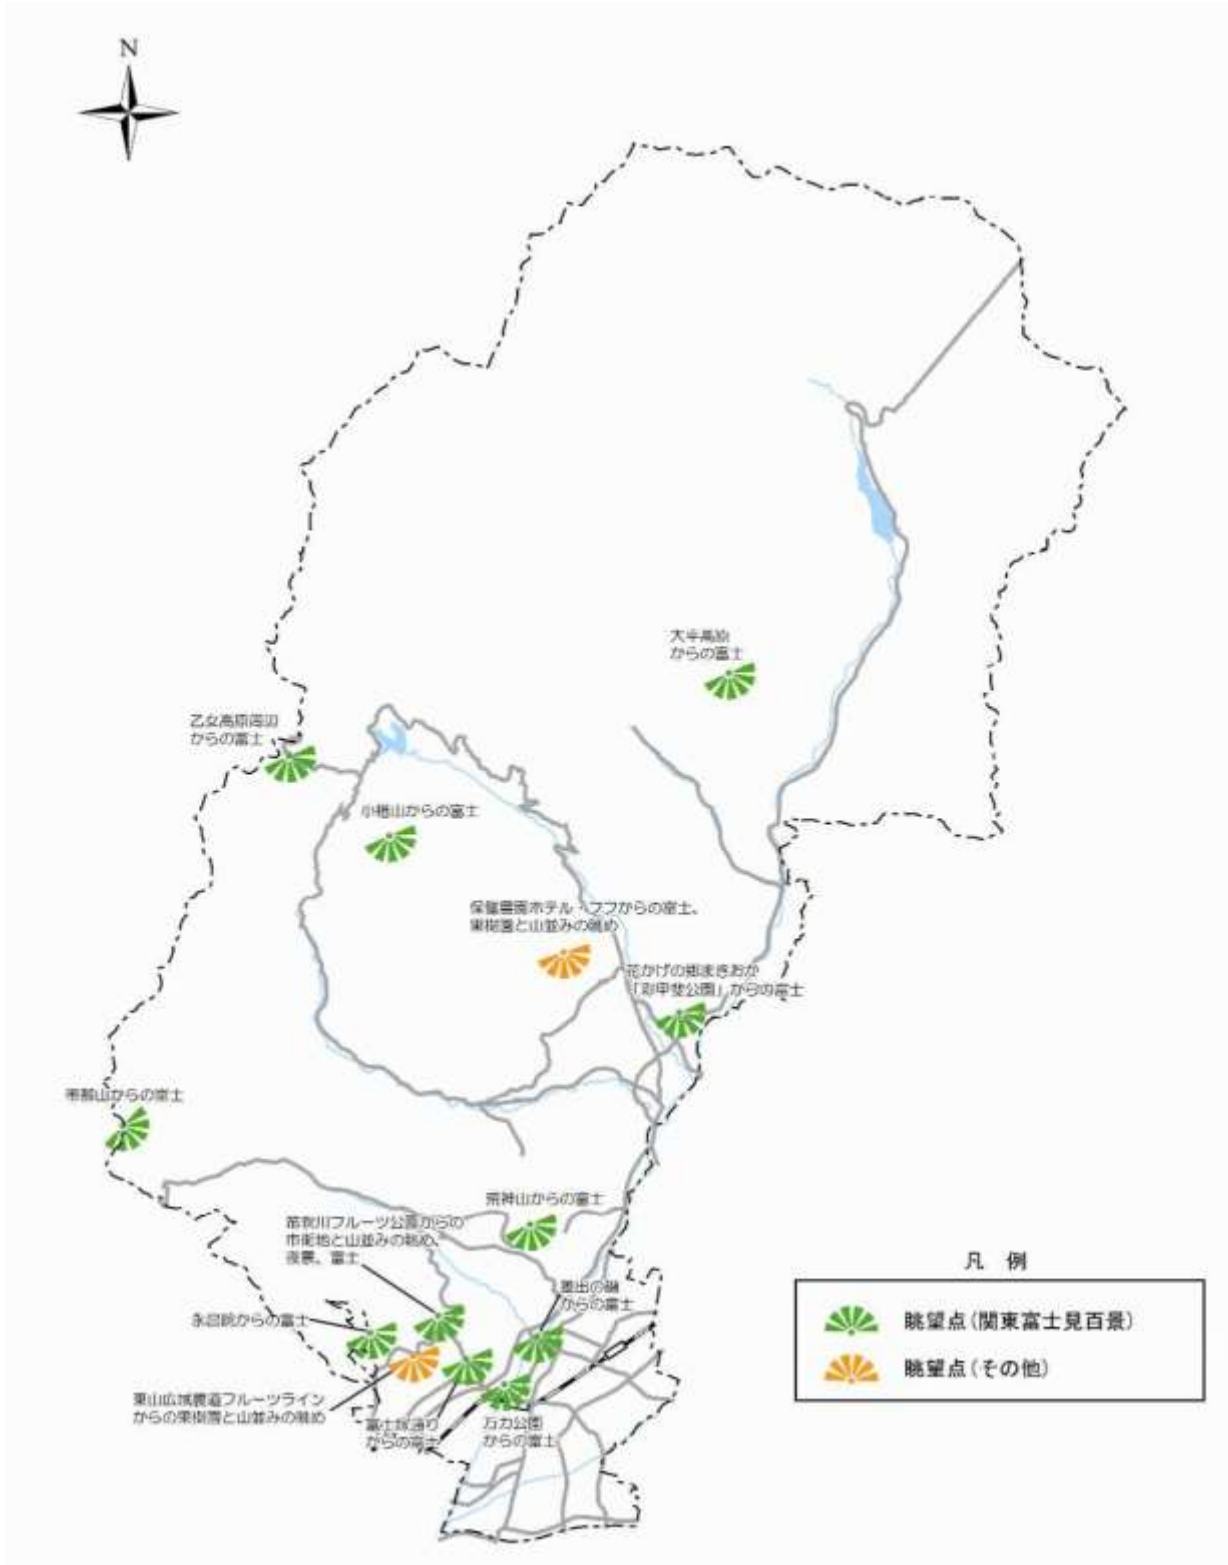 N
大平高原
からの富士
乙女高原周辺
からの富士
小楢山からの富士
保健農園ホテル・フフからの富士、
果樹園と山並みの眺め
花かげの郷まきおか
「彩甲斐公園」からの富士
帯那山からの富士
荒神山からの富士
笛吹川フルーツ公園からの
市街地と山並みの眺め、
夜景、富士
差出の磯
からの富士
永昌院からの富士
東山広域農道フルーツライン
からの果樹園と山並みの眺め
富士塚通り
からの富士
万力公園
からの富士
凡 例
眺望点(関東富士見百景)
眺望点(その他)